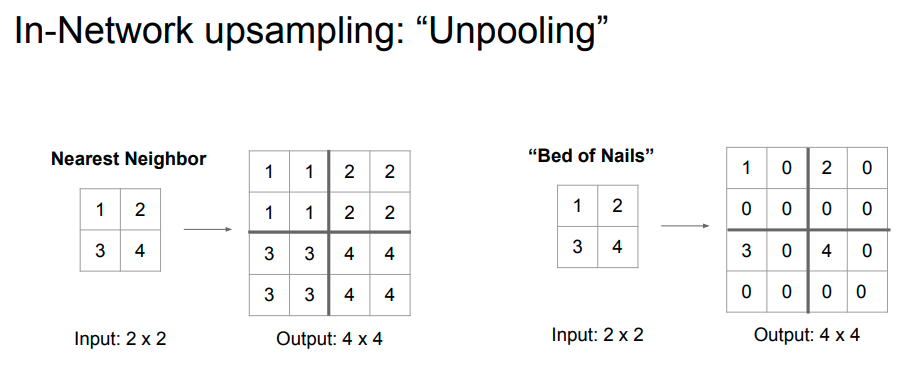 In-Network upsampling: “Unpooling”
Nearest Neighbor
1 2
3 4
Input: 2 x 2
1 1 2 2
1 1 2 2
3 3 4 4
3 3 4 4
Output: 4 x 4
“Bed of Nails”
1 2
3 4
Input: 2 x 2
1 0 2 0
0 0 0 0
3 0 4 0
0 0 0 0
Output: 4 x 4